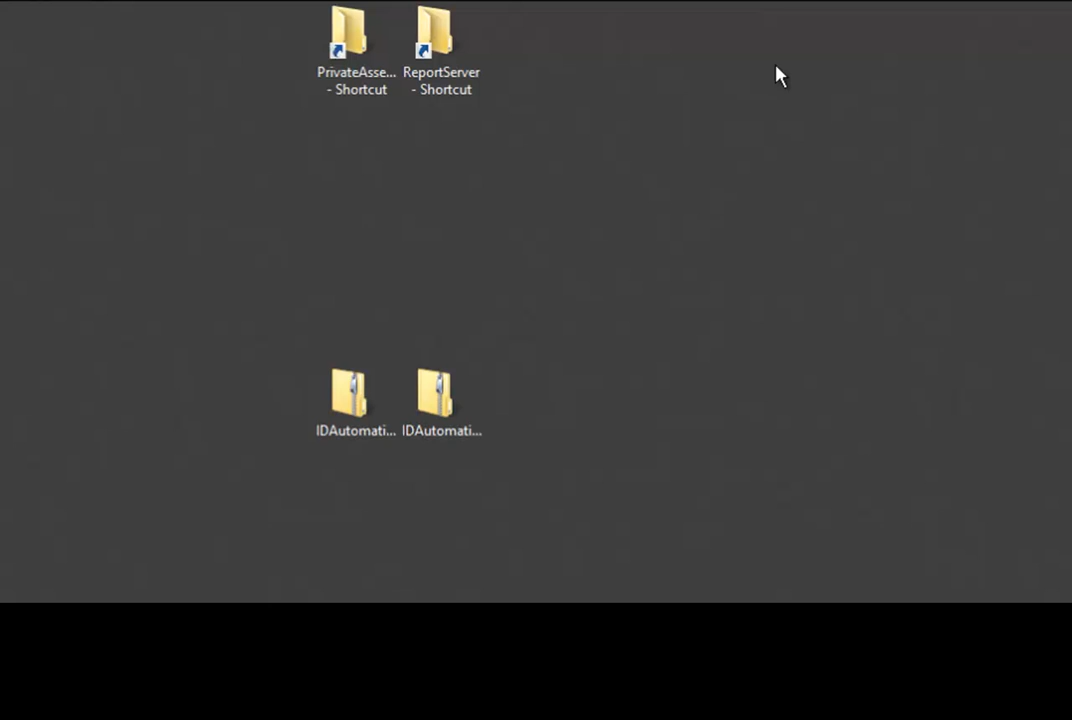 PrivateAsse... ReportServer
- Shortcut - Shortcut
IDAutomati... IDAutomati...